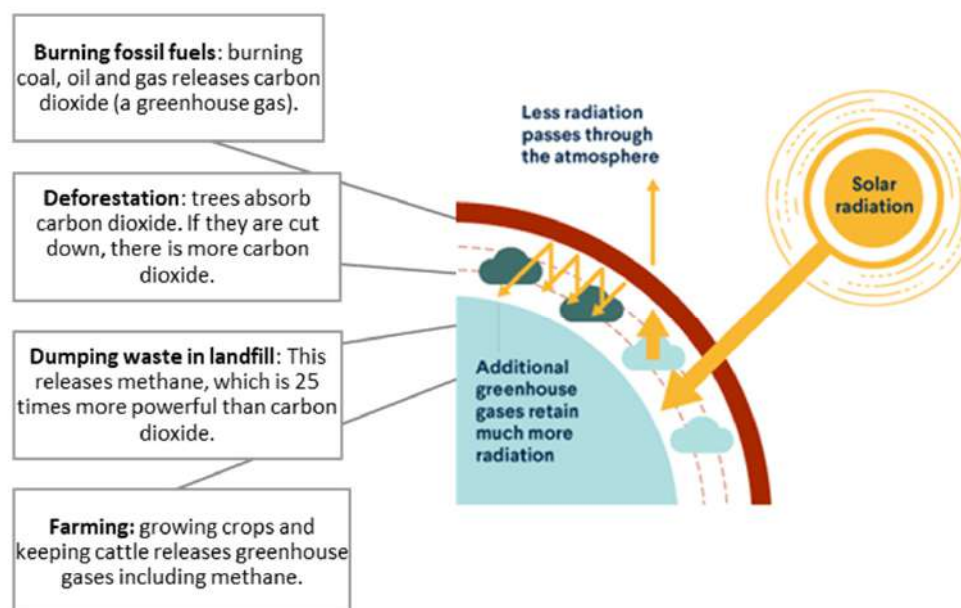 Burning fossil fuels: burning
coal, oil and gas releases carbon
dioxide (a greenhouse gas).
Deforestation: trees absorb
carbon dioxide. If they are cut
down, there is more carbon
dioxide.
Dumping waste in landfill: This
releases methane, which is 25
times more powerful than carbon
dioxide.
Farming: growing crops and
keeping cattle releases greenhouse
gases including methane.
Less radiation
passes through
the atmosphere
Solar
radiation
Additional
greenhouse
gases retain
much more
radiation